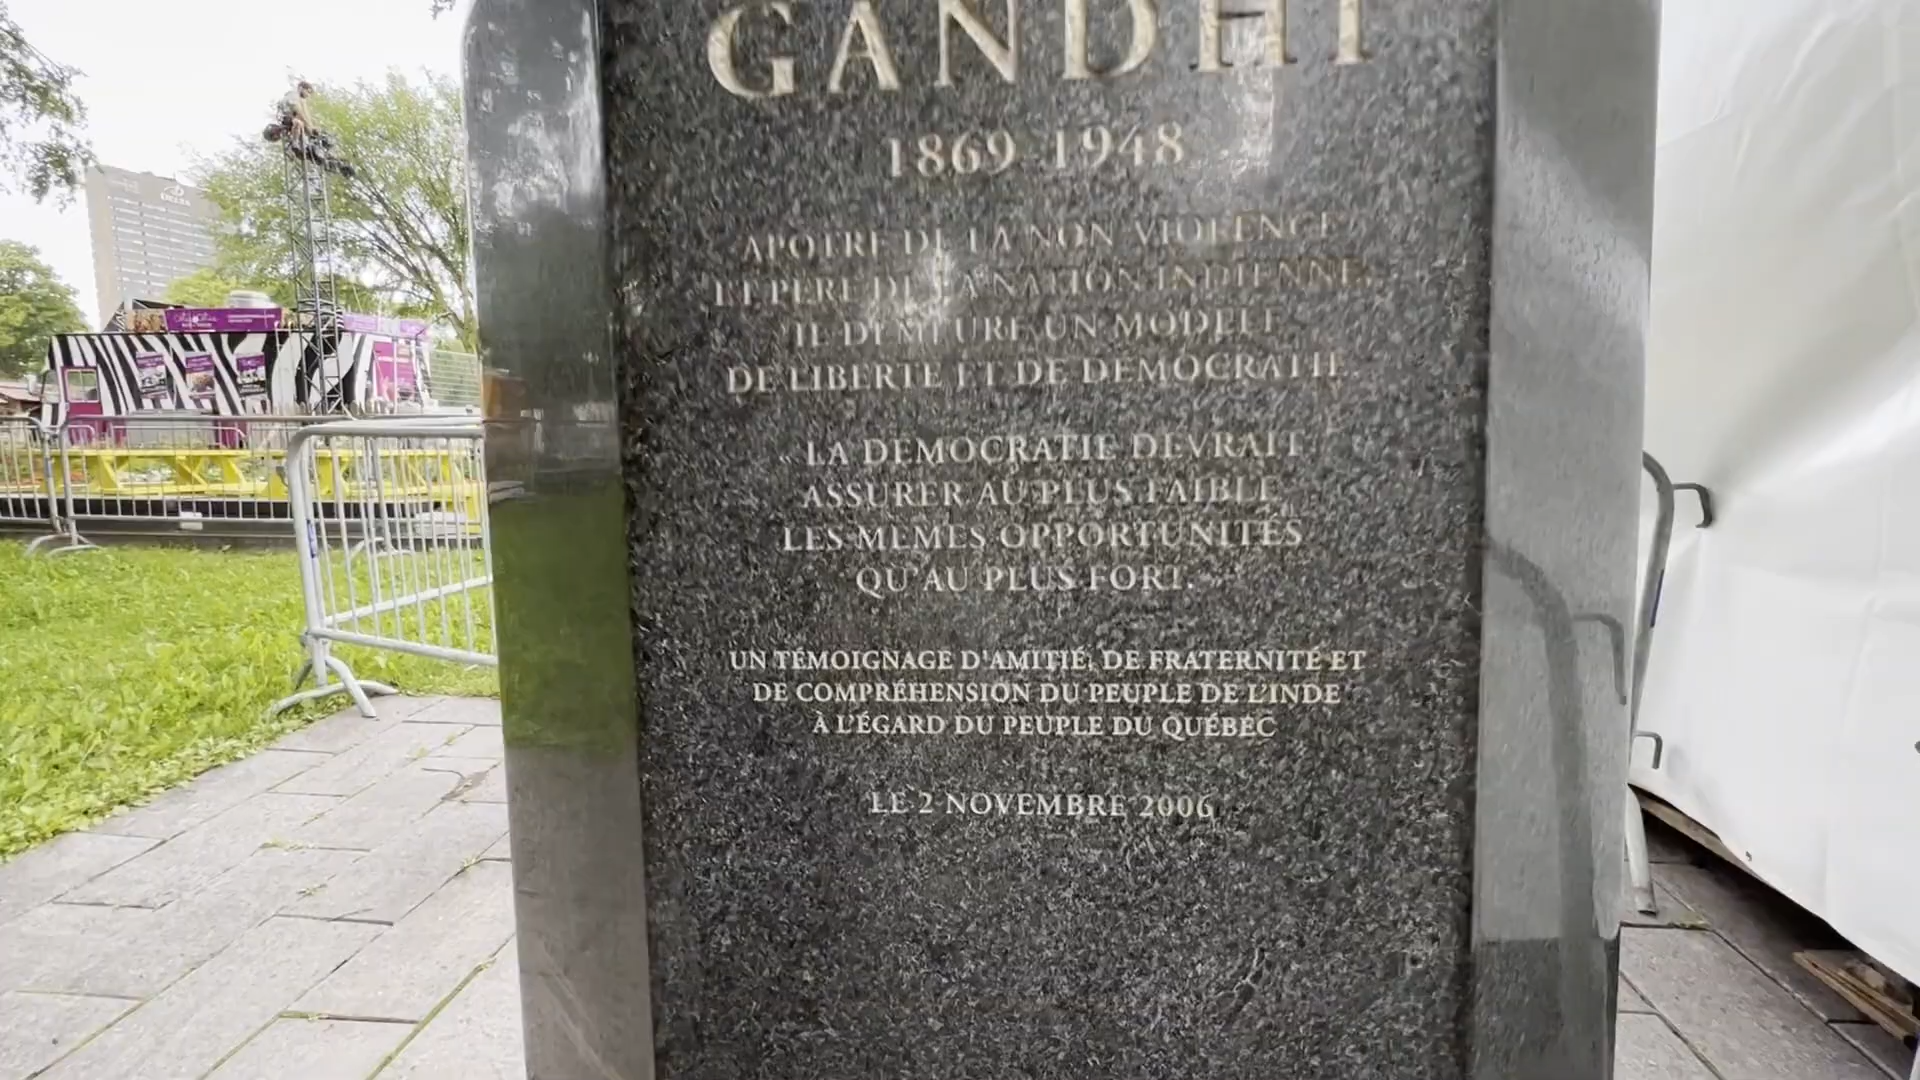 GANDHI
1869 1948
APÔTRE DE LA NON VIOLENCE
ET PÈRE DE LA NATION INDIENNE,
IL DEMEURE UN MODÈLE
DE LIBERTÉ ET DE DÉMOCRATIE.
« LA DÉMOCRATIE DEVRAIT
ASSURER AU PLUS FAIBLE
LES MÊMES OPPORTUNITÉS
QU'AU PLUS FORT.
UN TÉMOIGNAGE D'AMITIÉ, DE FRATERNITÉ ET
DE COMPRÉHENSION DU PEUPLE DE L'INDE
À L'ÉGARD DU PEUPLE DU QUÉBEC
LE 2 NOVEMBRE 2006
DELTA